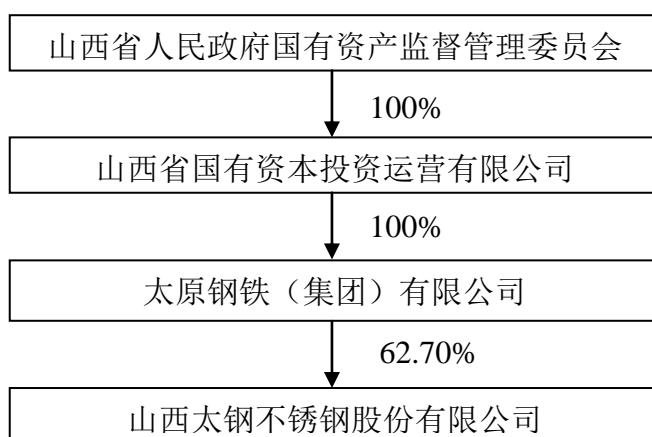 山西省人民政府国有资产监督管理委员会
100%
山西省国有资本投资运营有限公司
100%
太原钢铁（集团）有限公司
62.70%
山西太钢不锈钢股份有限公司